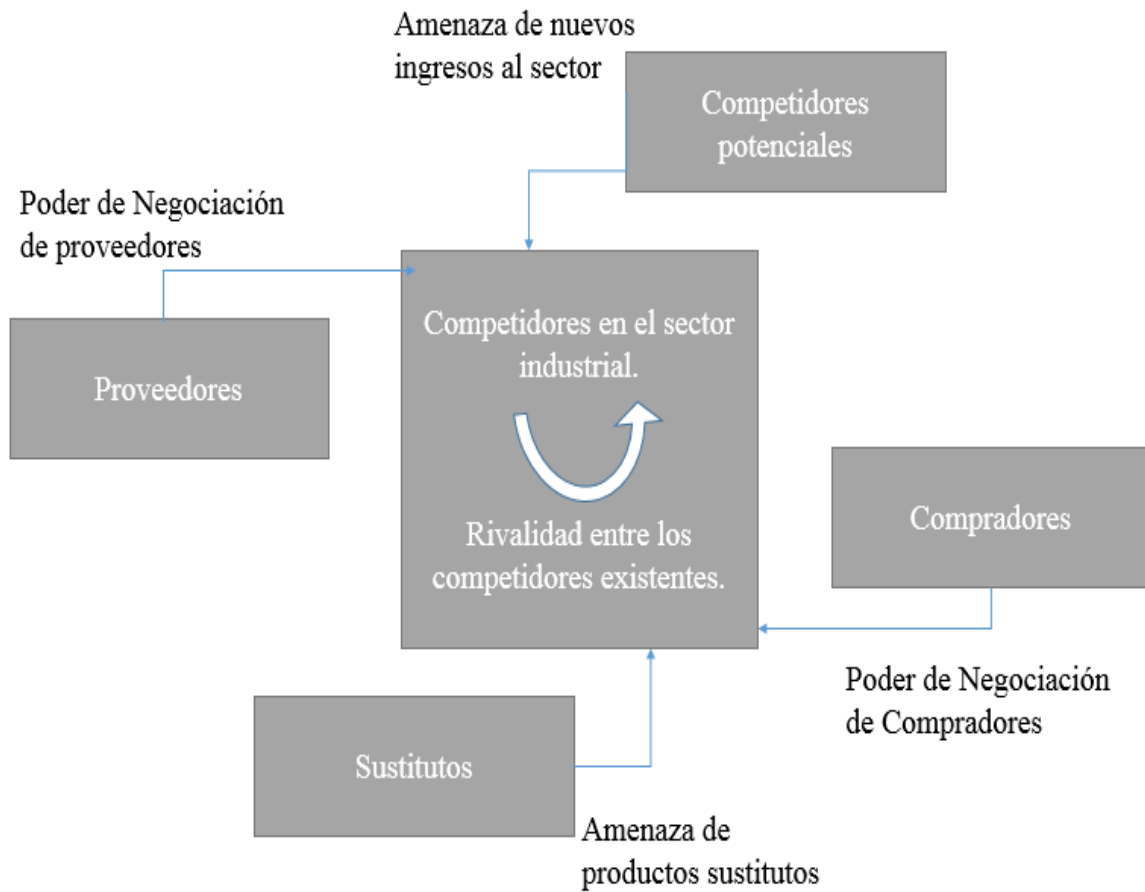 Amenaza de nuevos
ingresos al sector
Competidores
potenciales
Poder de Negociación
de proveedores
Proveedores
Competidores en el sector
industrial.
Rivalidad entre los
competidores existentes.
Compradores
Poder de Negociación
de Compradores
Sustitutos
Amenaza de
productos sustitutos